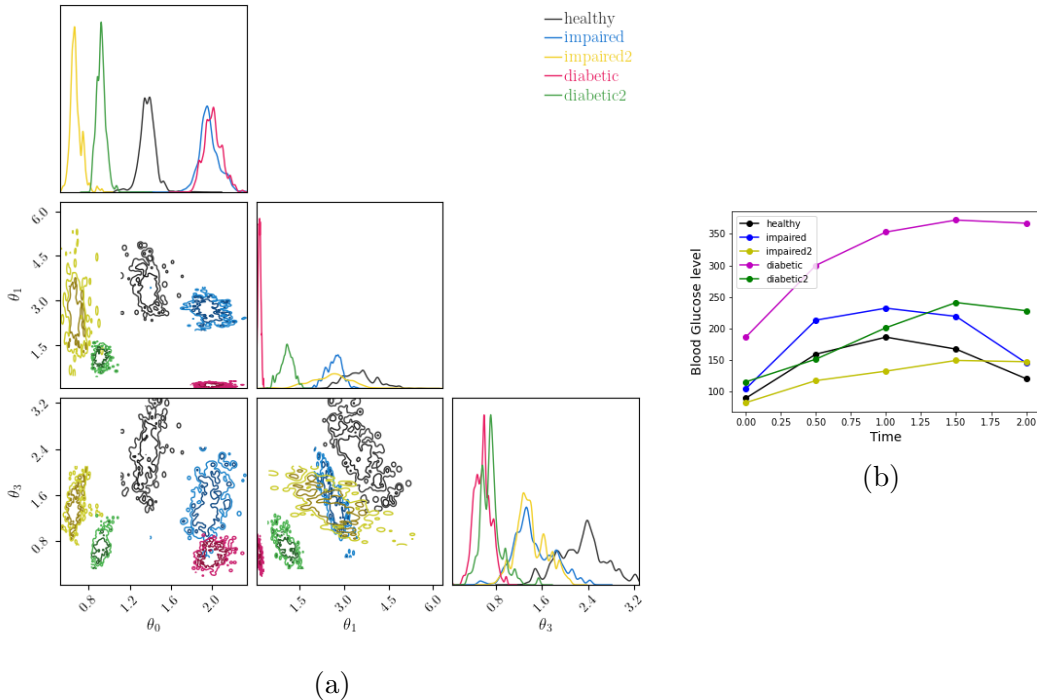 healthy
impaired
impaired2
diabetic
diabetic2
6.0
4.5
3.0
1.5
θ1
3.2
2.4
1.6
0.8
θ3
0.8 1.2 1.6 2.0
θ0
1.5 3.0 4.5 6.0
θ1
0.8 1.6 2.4 3.2
θ3
(a)
healthy
impaired
impaired2
diabetic
diabetic2
350
300
250
200
150
100
Blood Glucose level
0.00 0.25 0.50 0.75 1.00 1.25 1.50 1.75 2.00
Time
(b)